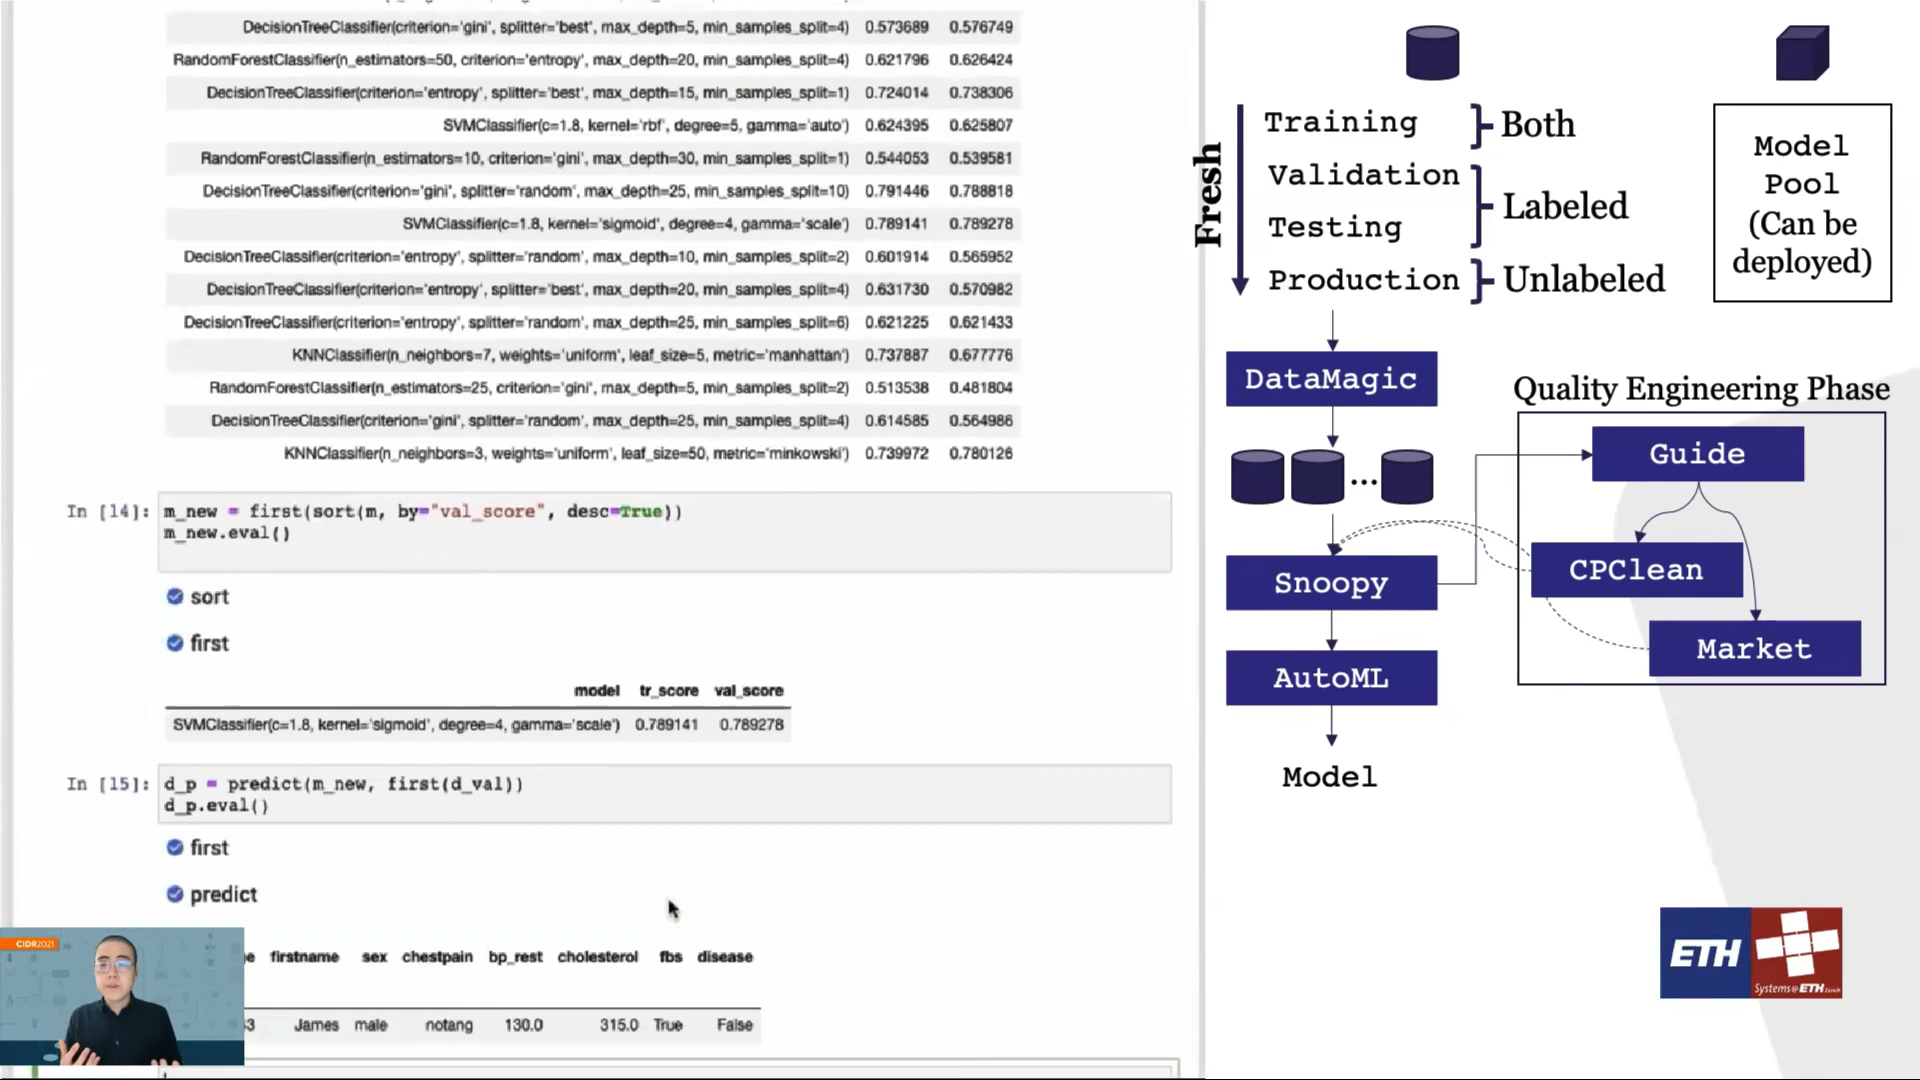 DecisionTreeClassifier(criterion='gini', splitter='best', max_depth=5, min_samples_split=4) 0.573689 0.576749
RandomForestClassifier(n_estimators=50, criterion='entropy', max_depth=20, min_samples_split=4) 0.621796 0.626424
DecisionTreeClassifier(criterion='entropy', splitter='best', max_depth=15, min_samples_split=1) 0.724014 0.738306
SVMClassifier(c=1.8, kernel='rbf', degree=5, gamma='auto') 0.624395 0.625807
RandomForestClassifier(n_estimators=10, criterion='gini', max_depth=30, min_samples_split=1) 0.544053 0.539581
DecisionTreeClassifier(criterion='gini', splitter='random', max_depth=25, min_samples_split=10) 0.791446 0.788818
SVMClassifier(c=1.8, kernel='sigmoid', degree=4, gamma='scale') 0.789141 0.789278
DecisionTreeClassifier(criterion='entropy', splitter='random', max_depth=10, min_samples_split=2) 0.601914 0.565952
DecisionTreeClassifier(criterion='entropy', splitter='best', max_depth=20, min_samples_split=4) 0.631730 0.570982
DecisionTreeClassifier(criterion='entropy', splitter='random', max_depth=25, min_samples_split=6) 0.621225 0.621433
KNNClassifier(n_neighbors=7, weights='uniform', leaf_size=5, metric='manhattan') 0.737887 0.677776
RandomForestClassifier(n_estimators=25, criterion='gini', max_depth=5, min_samples_split=2) 0.513538 0.481804
DecisionTreeClassifier(criterion='gini', splitter='random', max_depth=25, min_samples_split=4) 0.614585 0.564986
KNNClassifier(n_neighbors=3, weights='uniform', leaf_size=50, metric='minkowski') 0.739972 0.780126
In [14]: m_new = first(sort(m, by="val_score", desc=True))
m_new.eval()
sort
first
model tr_score val_score
SVMClassifier(c=1.8, kernel='sigmoid', degree=4, gamma='scale') 0.789141 0.789278
In [15]: d_p = predict(m_new, first(d_val))
d_p.eval()
first
predict
firstname sex chestpain bp_rest cholesterol fbs disease
James male notang 130.0 315.0 True False
CIDR2021
Fresh
Training
Both
Validation
Testing
Labeled
Production
Unlabeled
Model
Pool
(Can be
deployed)
DataMagic
...
Snoopy
AutoML
Model
Quality Engineering Phase
Guide
CPClean
Market
ETH
Systems@ETH Zürich